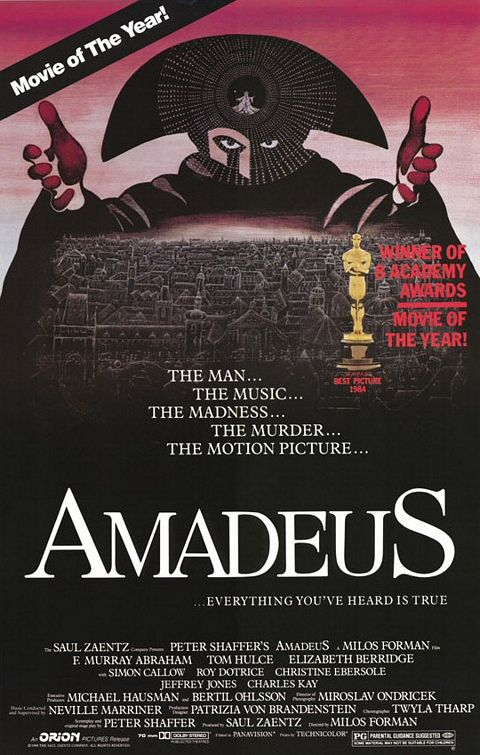 Movie of The Year!
WINNER OF
8 ACADEMY
AWARDS
MOVIE OF
THE YEAR!
BEST PICTURE
1984
THE MAN...
THE MUSIC...
THE MADNESS...
THE MURDER...
THE MOTION PICTURE...
AMADEUS
...EVERYTHING YOU'VE HEARD IS TRUE
The SAUL ZAENTZ Company Presents PETER SHAFFER'S AMADEUS A MILOS FORMAN Film
F. MURRAY ABRAHAM TOM HULCE ELIZABETH BERRIDGE
with SIMON CALLOW ROY DOTRICE CHRISTINE EBERSOLE
JEFFREY JONES CHARLES KAY
Executive Producers MICHAEL HAUSMAN and BERTIL OHLSSON Director of Photography MIROSLAV ONDRICEK
Music Conducted and Supervised by NEVILLE MARRINER Production Designer PATRIZIA VON BRANDENSTEIN Choreographer TWYLA THARP
Screenplay and original stage play by PETER SHAFFER Produced by SAUL ZAENTZ Directed by MILOS FORMAN
An ORION PICTURES Release
70 MM DOLBY STEREO IN SELECTED THEATRES Filmed in PANAVISION® Prints by TECHNICOLOR®
PG PARENTAL GUIDANCE SUGGESTED
SOME MATERIAL MAY NOT BE SUITABLE FOR CHILDREN
©1984 THE SAUL ZAENTZ COMPANY. ALL RIGHTS RESERVED.